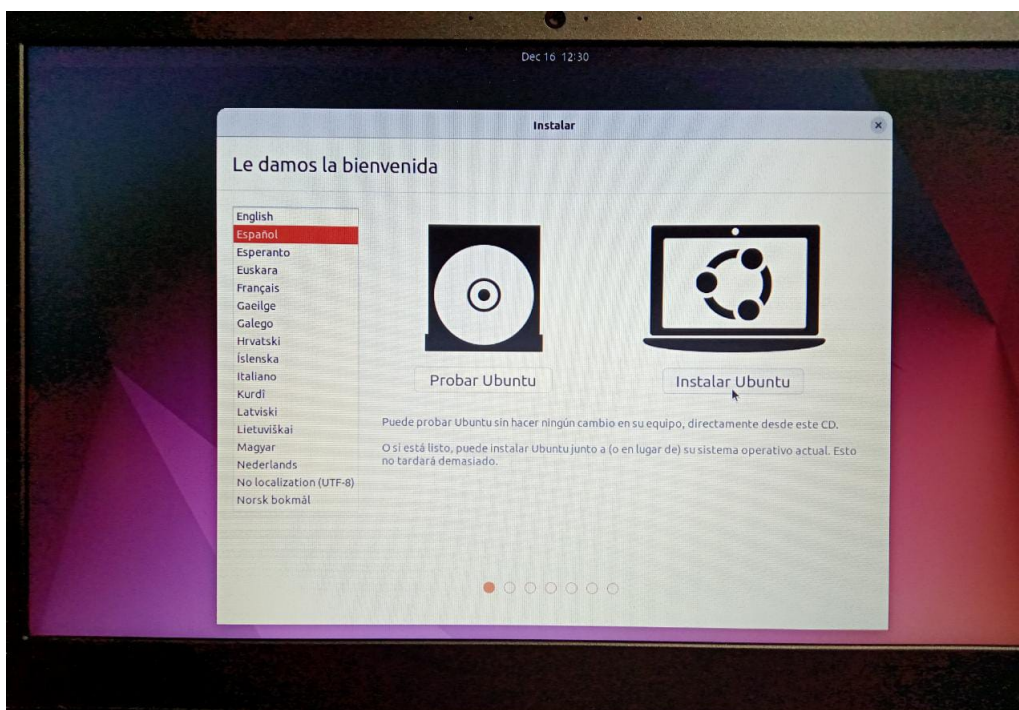 Dec 16 12:30
Instalar
Le damos la bienvenida
English
Español
Esperanto
Euskara
Français
Gaeilge
Galego
Hrvatski
Íslenska
Italiano
Kurdî
Latviski
Lietuviškai
Magyar
Nederlands
No localization (UTF-8)
Norsk bokmål
Probar Ubuntu
Instalar Ubuntu
Puede probar Ubuntu sin hacer ningún cambio en su equipo, directamente desde este CD.
O si está listo, puede instalar Ubuntu junto a (o en lugar de) su sistema operativo actual. Esto
no tardará demasiado.